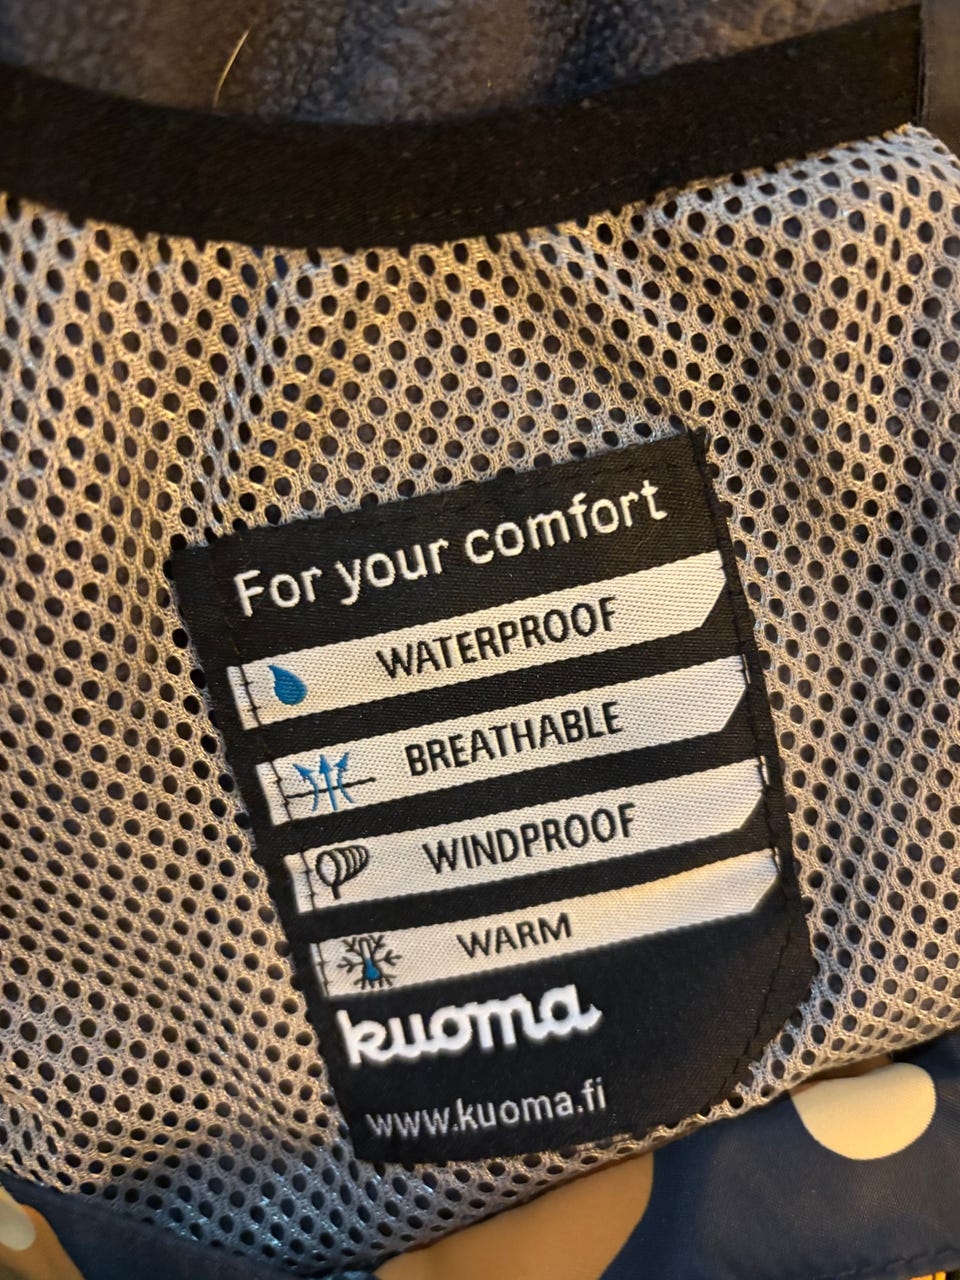 For your comfort
WATERPROOF
BREATHABLE
WINDPROOF
WARM
kuoma
www.kuoma.fi